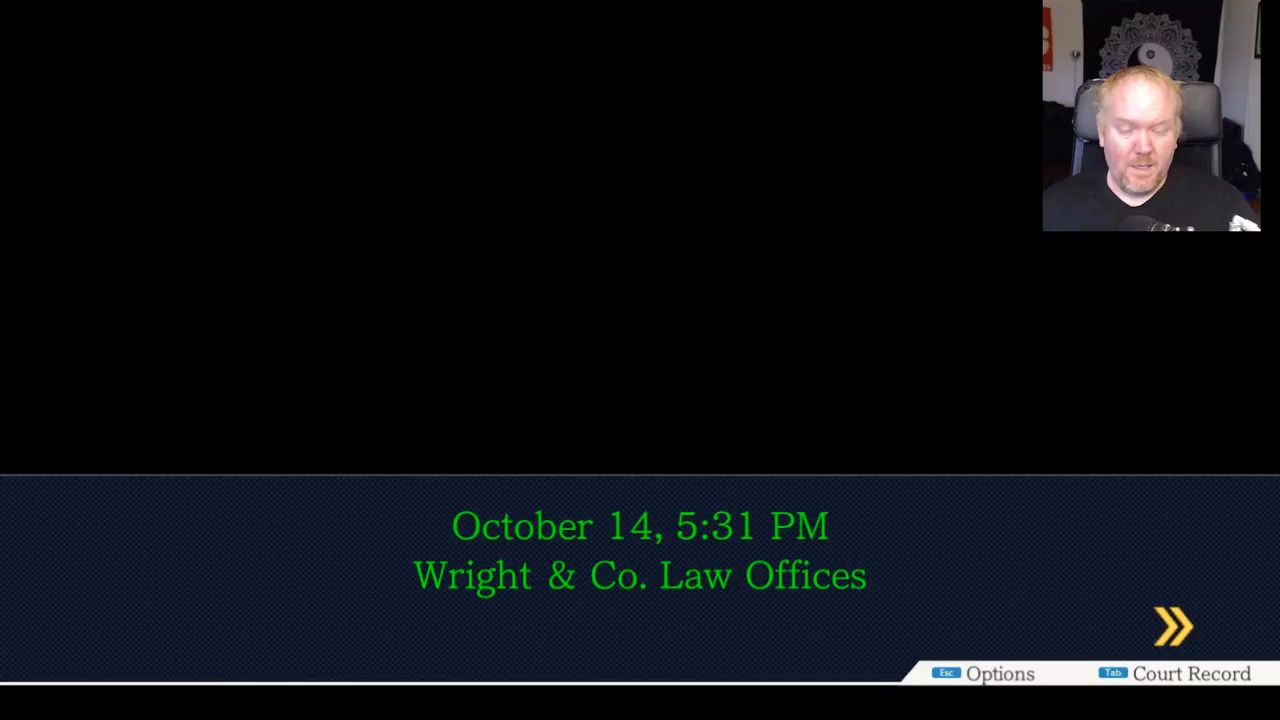 October 14, 5:31 PM
Wright & Co. Law Offices
Esc Options
Tab Court Record